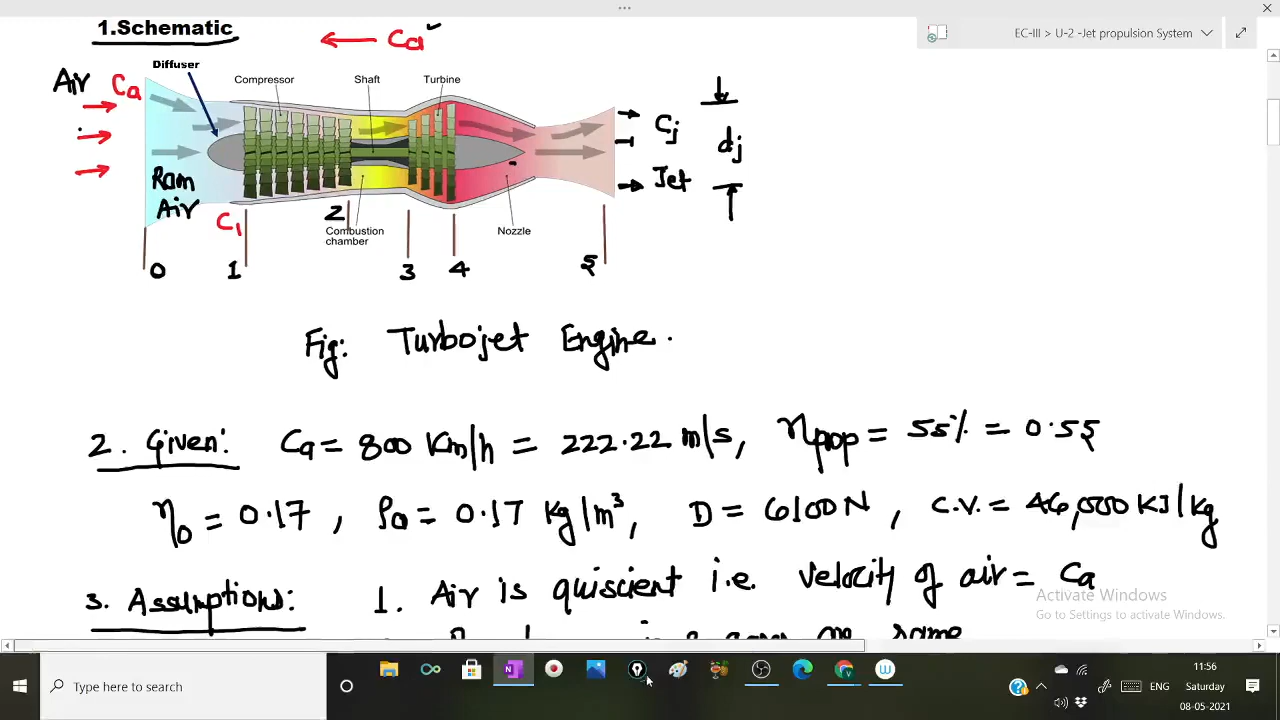 1.Schematic
EC-III > U-2 -Jet propulsion System
Ca
Diffuser
Air Ca
Compressor Shaft Turbine
Cj
dj
Ram
Air
Jet
C1
2
Combustion
chamber
Nozzle
0 1 3 4 5
Fig: Turbojet Engine.
2. Given: Ca = 800 Km/h = 222.22 m/s, ηprop = 55% = 0.55
η0 = 0.17, ρa = 0.17 kg/m³, D = 6100 N, C.V. = 46,000 KJ/kg
3. Assumptions: 1. Air is quiscient i.e. velocity of air = Ca
Activate Windows
Go to Settings to activate Windows.
same
Type here to search
ENG
11:56
Saturday
08-05-2021